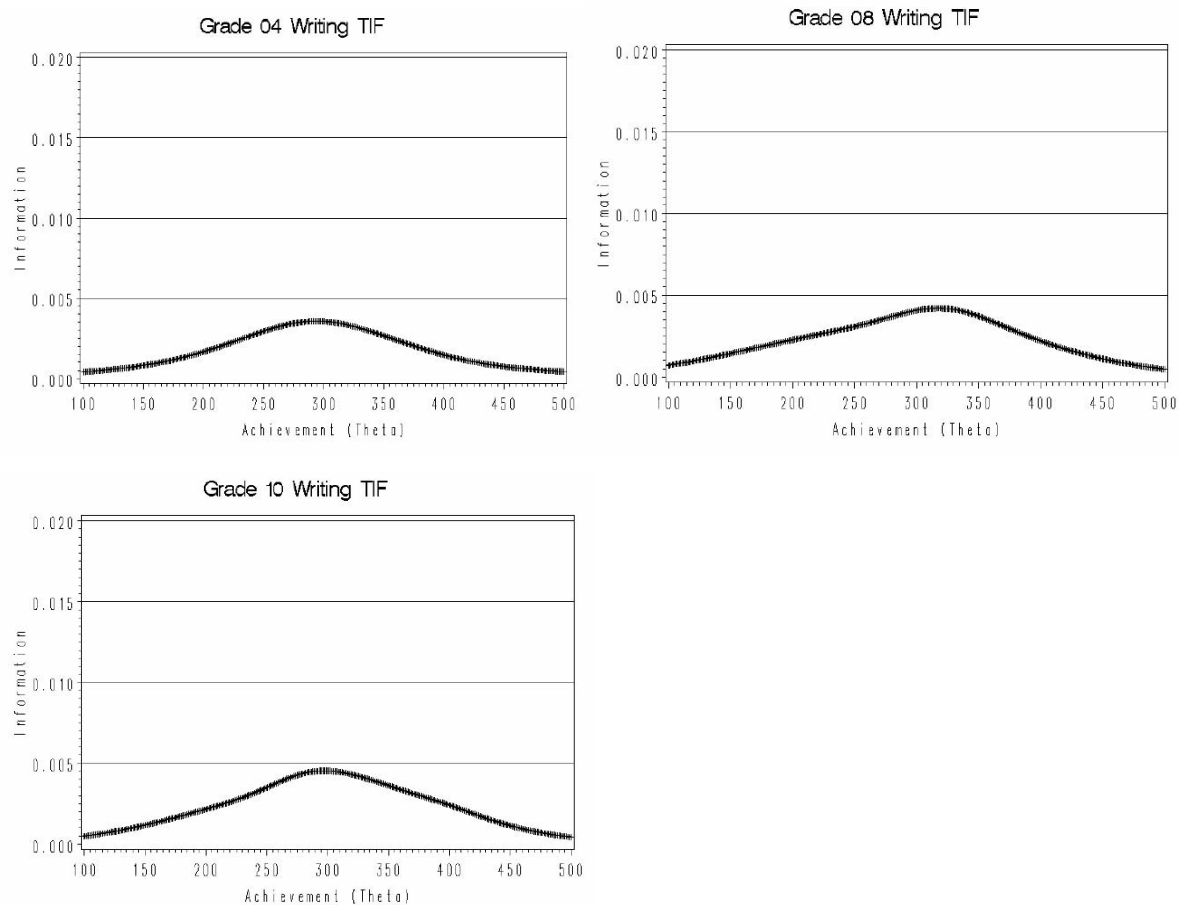 Grade 04 Writing TIF
0.020
0.015
0.010
0.005
0.000
Information
100 150 200 250 300 350 400 450 500
Achievement (Theta)
Grade 08 Writing TIF
0.020
0.015
0.010
0.005
0.000
Information
100 150 200 250 300 350 400 450 500
Achievement (Theta)
Grade 10 Writing TIF
0.020
0.015
0.010
0.005
0.000
Information
100 150 200 250 300 350 400 450 500
Achievement (Theta)